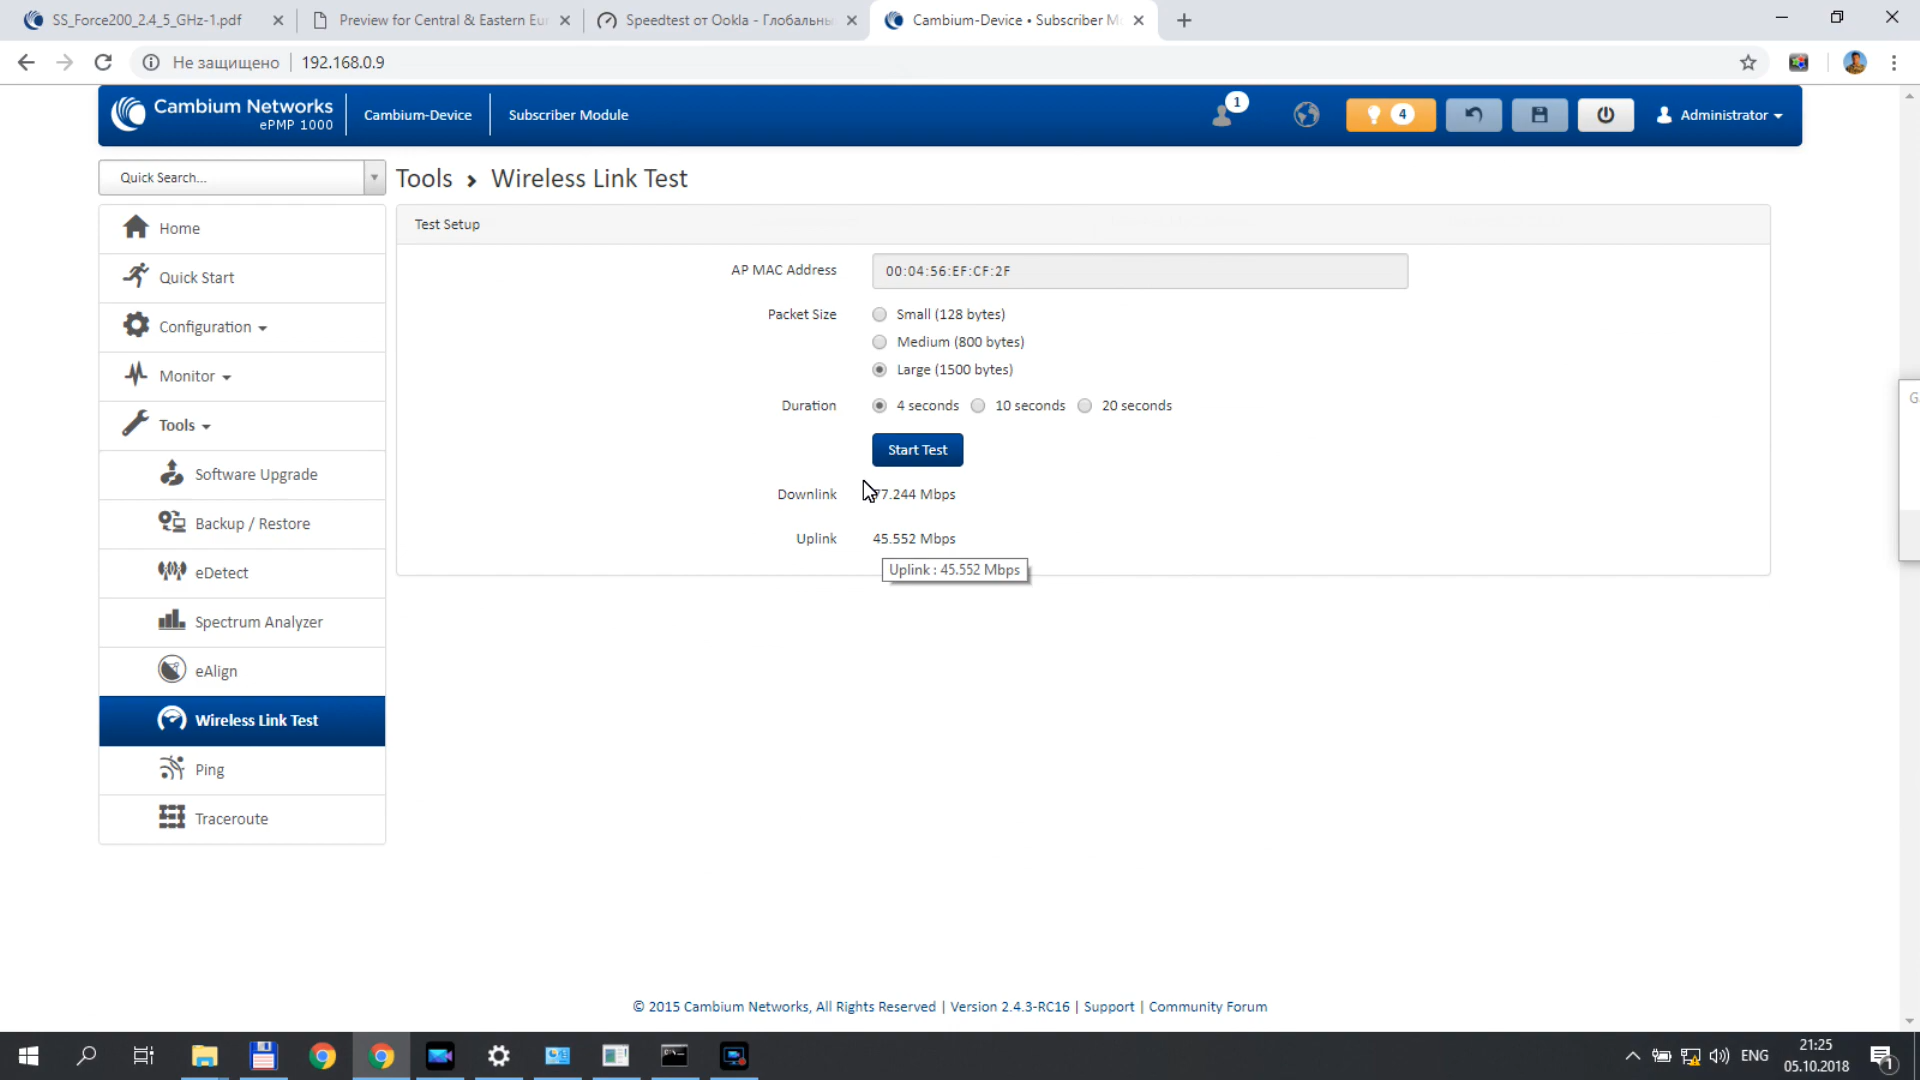 SS_Force200_2.4_5_GHz-1.pdf
Preview for Central & Eastern Eur
Speedtest от Ookla - Глобальны
Cambium-Device • Subscriber Mo
Не защищено
192.168.0.9
Cambium Networks
ePMP 1000
Cambium-Device
Subscriber Module
1
4
Administrator
Quick Search...
Tools › Wireless Link Test
Home
Quick Start
Configuration
Monitor
Tools
Software Upgrade
Backup / Restore
eDetect
Spectrum Analyzer
eAlign
Wireless Link Test
Ping
Traceroute
Test Setup
AP MAC Address
00:04:56:EF:CF:2F
Packet Size
Small (128 bytes)
Medium (800 bytes)
Large (1500 bytes)
Duration
4 seconds
10 seconds
20 seconds
Start Test
Downlink
77.244 Mbps
Uplink
45.552 Mbps
Uplink : 45.552 Mbps
© 2015 Cambium Networks, All Rights Reserved | Version 2.4.3-RC16 | Support | Community Forum
ENG
21:25
05.10.2018
1